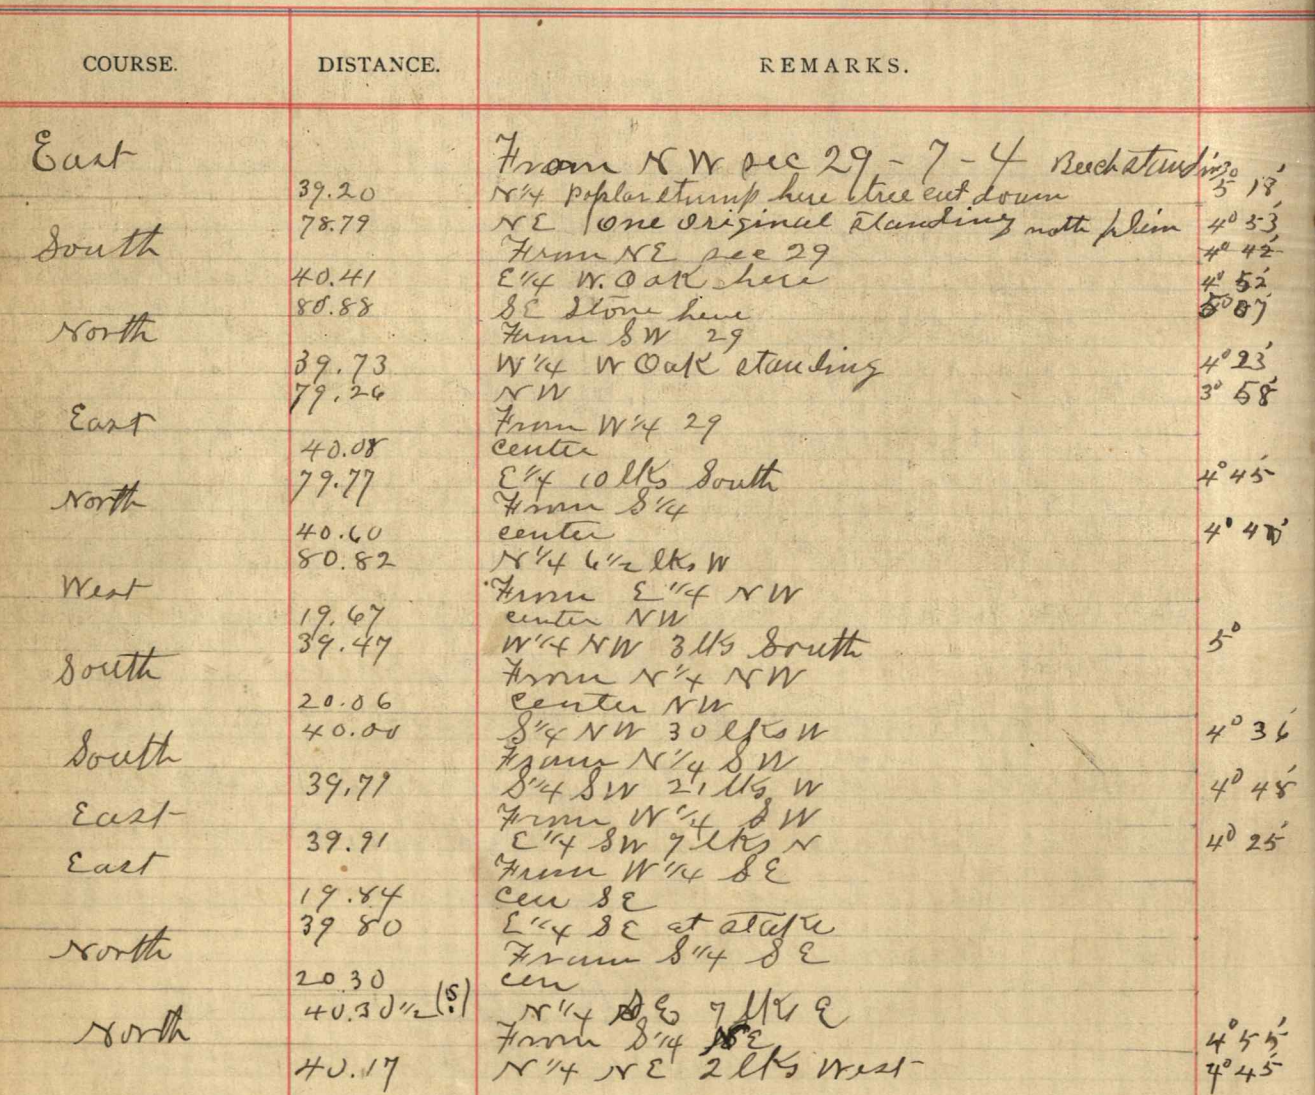 COURSE. DISTANCE. REMARKS.
East From NW sec 29-7-4 Beech standing
39.20 N¼ Poplar stump here tree cut down 5° 18'
78.79 NE one original standing noth plain 4° 53'
South From NE sec 29 4° 42'
40.41 E¼ W. Oak here 4° 52'
80.88 SE Stone here 5° 07'
North From SW 29
39.73 W¼ W Oak standing 4° 23'
79.26 NW 3° 58'
East From W¼ 29
40.08 center
79.77 E¼ 10 lks South 4° 45'
North From S¼
40.60 center 4° 40'
80.82 N¼ 6½ lks W
West From E¼ NW
19.67 center NW
39.47 W¼ NW 3 lks South 5°
South From N¼ NW
20.06 center NW
40.00 S¼ NW 30 lks W 4° 36'
South From N¼ SW
39.79 S¼ SW 21 lks W 4° 48'
East From W¼ SW
39.91 E¼ SW 7 lks N 4° 25'
East From W¼ SE
19.84 cen SE
39 80 E¼ SE at stake
North From S¼ SE
20.30 cen
40.30½ (S.) N¼ SE 7 lks E
North From S¼ NE 4° 55'
40.17 N¼ NE 2 lks West 4° 45'